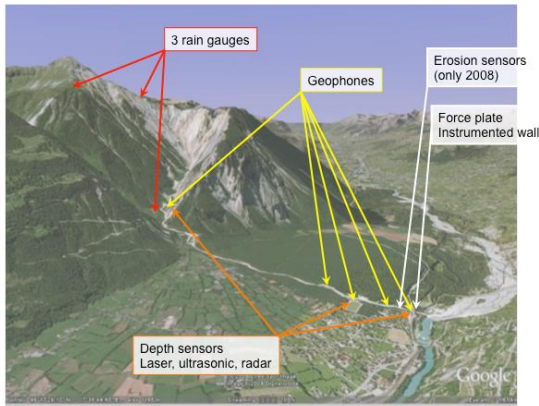 3 rain gauges
Geophones
Erosion sensors
(only 2008)
Force plate
Instrumented wall
Depth sensors
Laser, ultrasonic, radar
Google